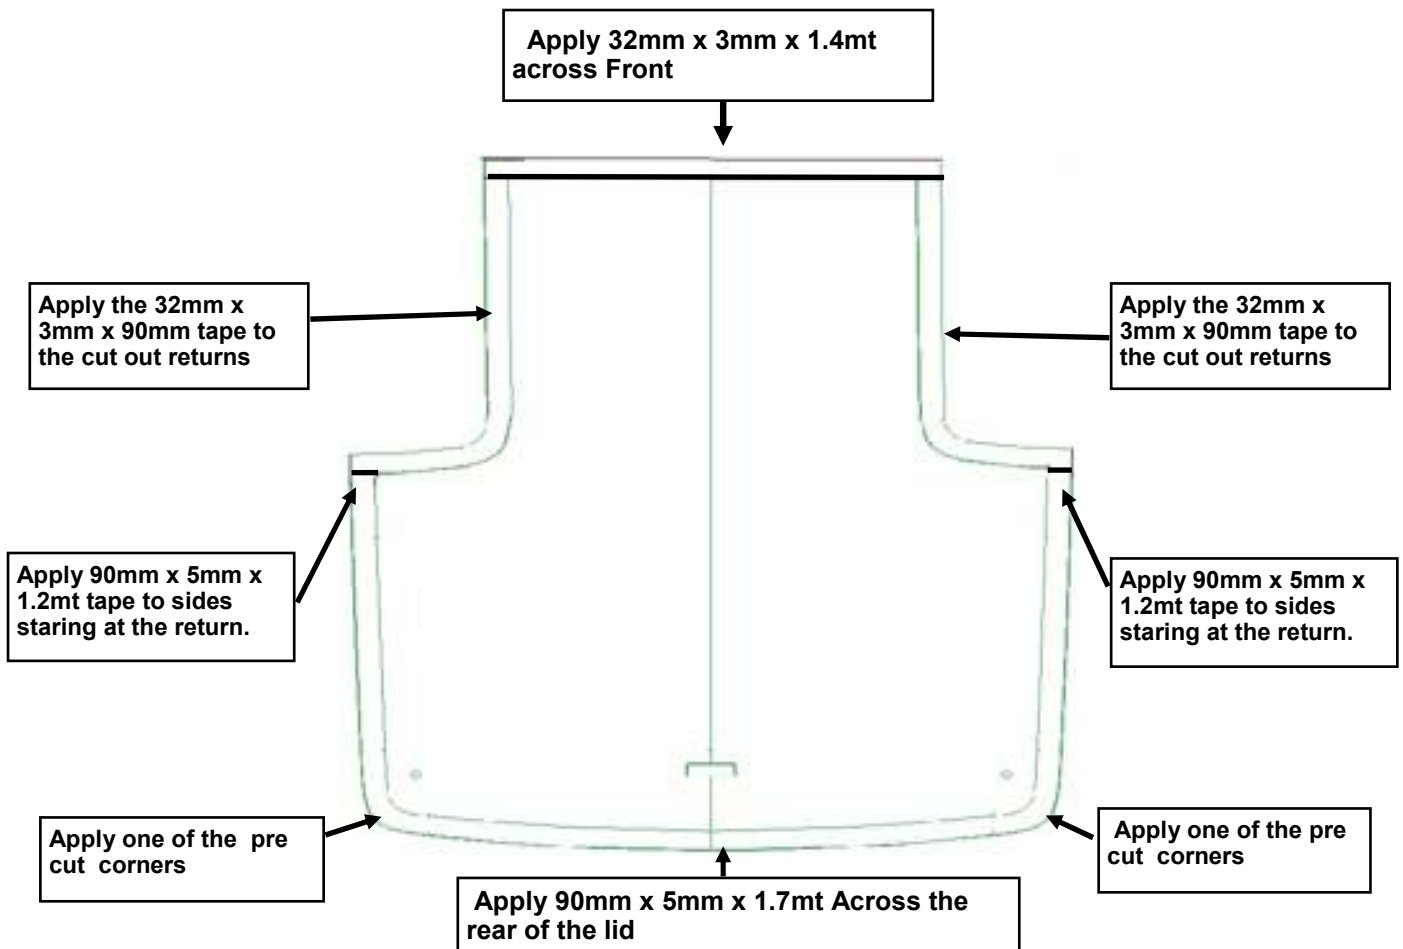 Apply 32mm x 3mm x 1.4mt
across Front
Apply the 32mm x
3mm x 90mm tape to
the cut out returns
Apply the 32mm x
3mm x 90mm tape to
the cut out returns
Apply 90mm x 5mm x
1.2mt tape to sides
staring at the return.
Apply 90mm x 5mm x
1.2mt tape to sides
staring at the return.
Apply one of the pre
cut corners
Apply one of the pre
cut corners
Apply 90mm x 5mm x 1.7mt Across the
rear of the lid